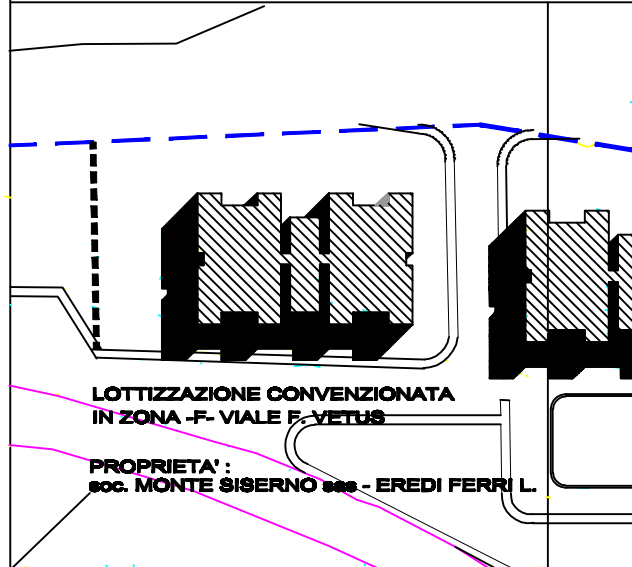 LOTTIZZAZIONE CONVENZIONATA
IN ZONA -F- VIALE F. VETUS
PROPRIETA' :
soc. MONTE SISERNO sas - EREDI FERRI L.